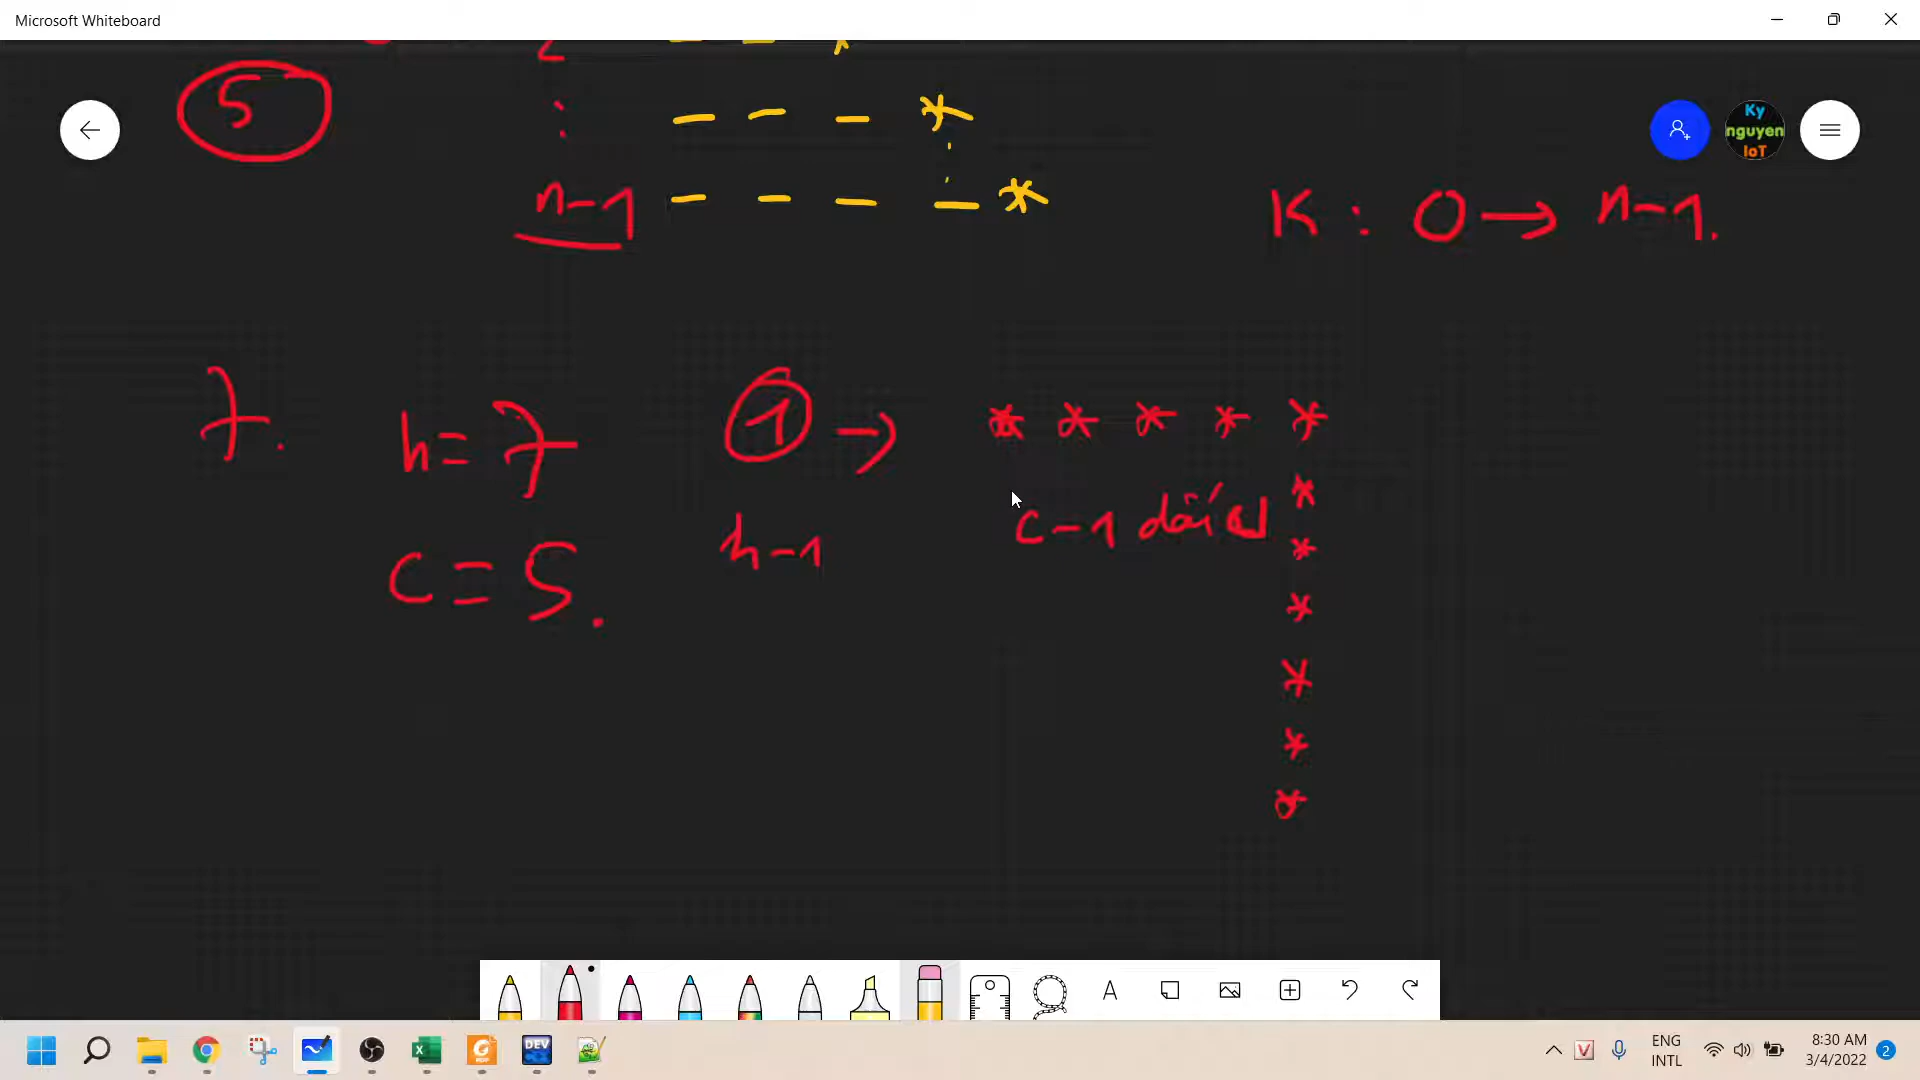 Microsoft Whiteboard
5
:
_ _ _ *
n-1 _ _ _ _ *
K : 0 → n-1.
Ky
nguyen
IoT
7. h = 7 1 → * * * * *
*
h-1 c-1 dấu
*
c = 5.
*
*
*
*
A
DEV
V
ENG
INTL
8:30 AM
3/4/2022
2